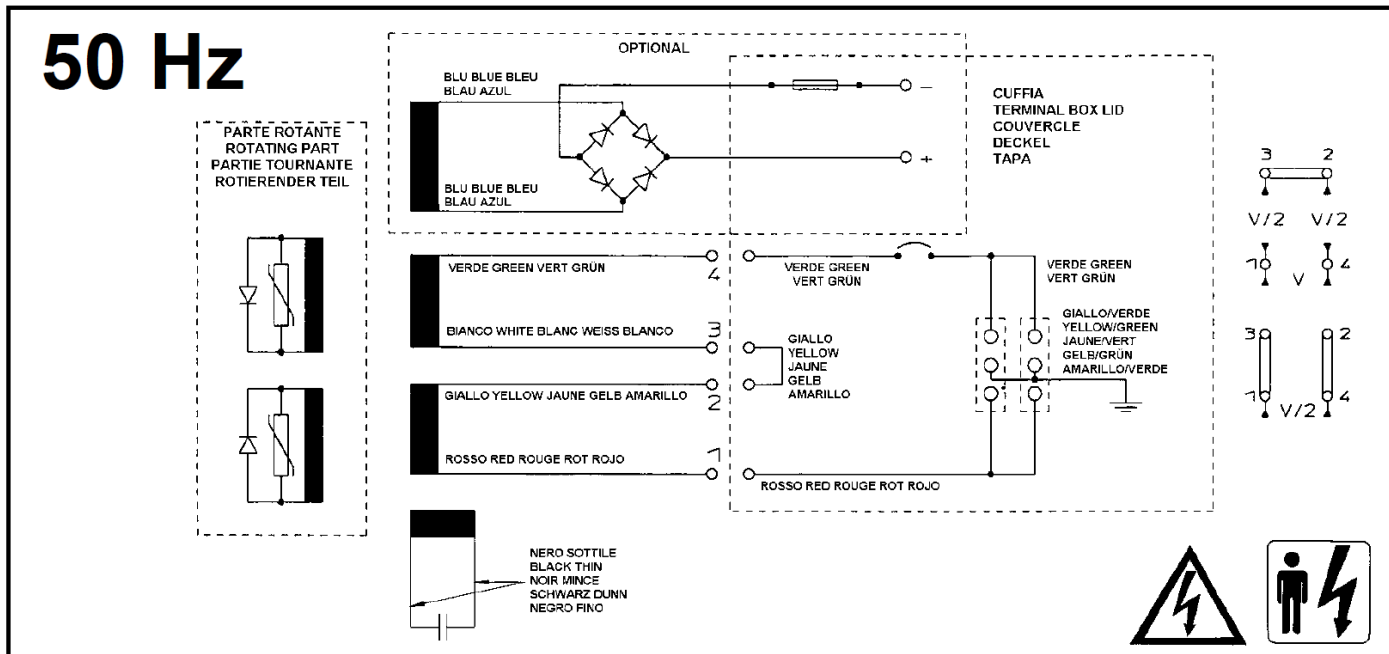 50 Hz
OPTIONAL
BLU BLUE BLEU
BLAU AZUL
BLU BLUE BLEU
BLAU AZUL
−
+
CUFFIA
TERMINAL BOX LID
COUVERCLE
DECKEL
TAPA
PARTE ROTANTE
ROTATING PART
PARTIE TOURNANTE
ROTIERENDER TEIL
VERDE GREEN VERT GRÜN
4
BIANCO WHITE BLANC WEISS BLANCO
3
GIALLO YELLOW JAUNE GELB AMARILLO
2
ROSSO RED ROUGE ROT ROJO
1
VERDE GREEN
VERT GRÜN
GIALLO
YELLOW
JAUNE
GELB
AMARILLO
VERDE GREEN
VERT GRÜN
GIALLO/VERDE
YELLOW/GREEN
JAUNE/VERT
GELB/GRÜN
AMARILLO/VERDE
ROSSO RED ROUGE ROT ROJO
NERO SOTTILE
BLACK THIN
NOIR MINCE
SCHWARZ DUNN
NEGRO FINO
3 2
V/2 V/2
1 V 4
3 2
1 V/2 4